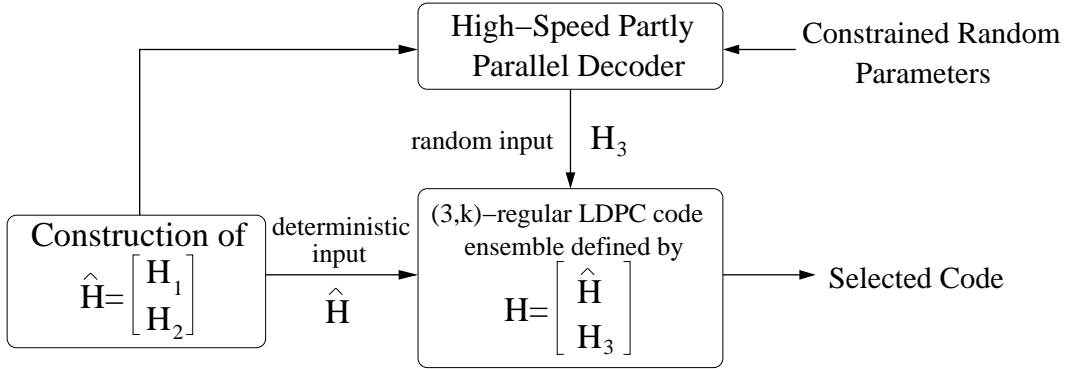 High-Speed Partly
Parallel Decoder
Constrained Random
Parameters
random input
H₃
Construction of
Ĥ=[H₁
H₂]
deterministic
input
Ĥ
(3,k)-regular LDPC code
ensemble defined by
H=[Ĥ
H₃]
Selected Code